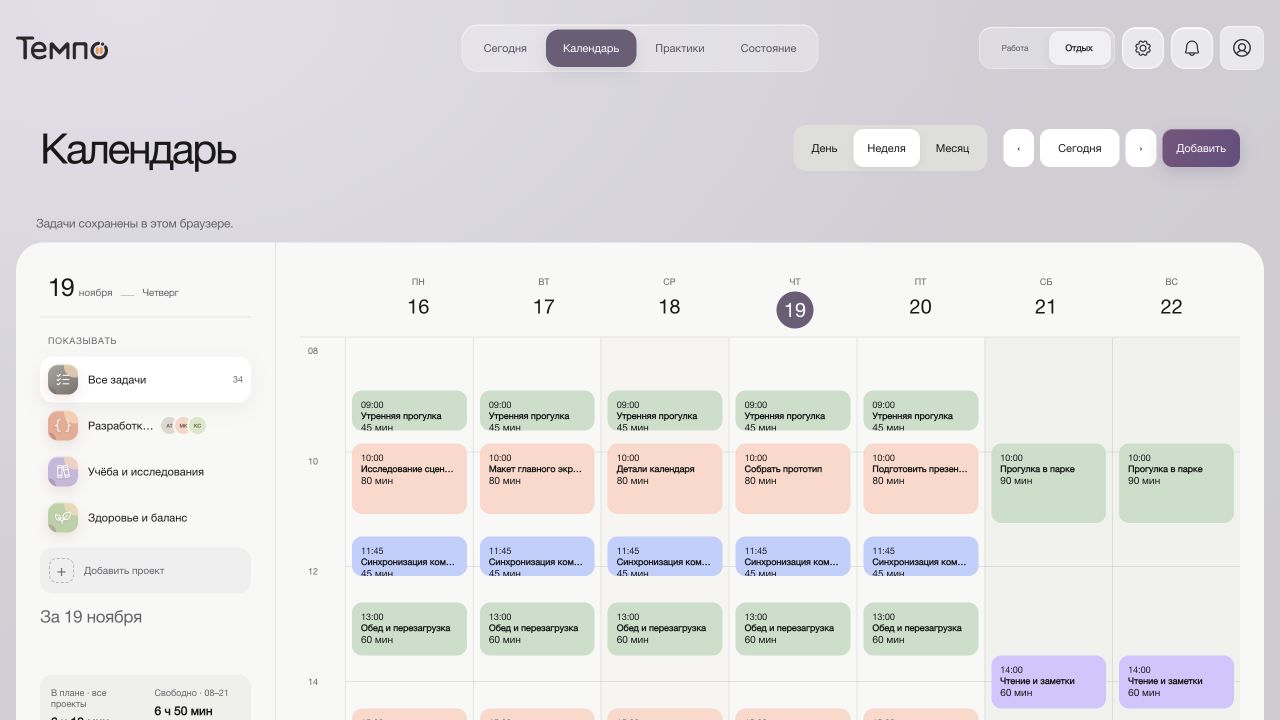 Темпо
Сегодня
Календарь
Практики
Состояние
Работа
Отдых
Календарь
День
Неделя
Месяц
‹
Сегодня
›
Добавить
Задачи сохранены в этом браузере.
19 ноября — Четверг
ПОКАЗЫВАТЬ
Все задачи 34
Разработк… АТ МК КС
Учёба и исследования
Здоровье и баланс
+ Добавить проект
За 19 ноября
В плане · все
проекты
Свободно · 08–21
6 ч 50 мин
ПН
16
ВТ
17
СР
18
ЧТ
19
ПТ
20
СБ
21
ВС
22
08
09:00
Утренняя прогулка
45 мин
09:00
Утренняя прогулка
45 мин
09:00
Утренняя прогулка
45 мин
09:00
Утренняя прогулка
45 мин
09:00
Утренняя прогулка
45 мин
10
10:00
Исследование сцен…
80 мин
10:00
Макет главного экр…
80 мин
10:00
Детали календаря
80 мин
10:00
Собрать прототип
80 мин
10:00
Подготовить презен…
80 мин
10:00
Прогулка в парке
90 мин
10:00
Прогулка в парке
90 мин
11:45
Синхронизация ком…
45 мин
11:45
Синхронизация ком…
45 мин
11:45
Синхронизация ком…
45 мин
11:45
Синхронизация ком…
45 мин
11:45
Синхронизация ком…
45 мин
12
13:00
Обед и перезагрузка
60 мин
13:00
Обед и перезагрузка
60 мин
13:00
Обед и перезагрузка
60 мин
13:00
Обед и перезагрузка
60 мин
13:00
Обед и перезагрузка
60 мин
14
14:00
Чтение и заметки
60 мин
14:00
Чтение и заметки
60 мин